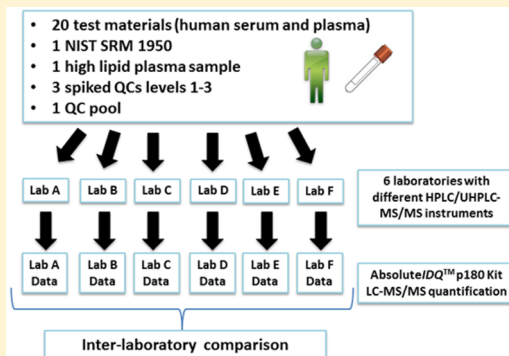 • 20 test materials (human serum and plasma)
• 1 NIST SRM 1950
• 1 high lipid plasma sample
• 3 spiked QCs levels 1-3
• 1 QC pool
Lab A Lab B Lab C Lab D Lab E Lab F
6 laboratories with
different HPLC/UHPLC-
MS/MS instruments
Lab A Lab B Lab C Lab D Lab E Lab F
Data Data Data Data Data Data
AbsoluteIDQ™ p180 Kit
LC-MS/MS quantification
Inter-laboratory comparison